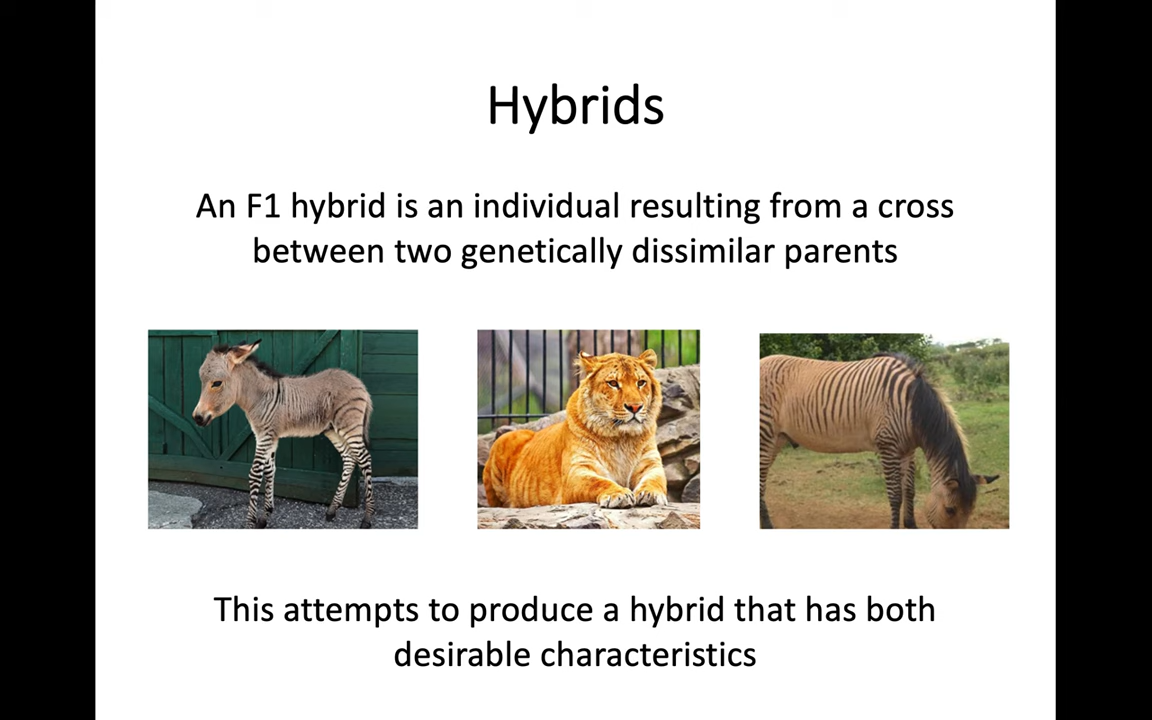 Hybrids
An F1 hybrid is an individual resulting from a cross
between two genetically dissimilar parents
This attempts to produce a hybrid that has both
desirable characteristics